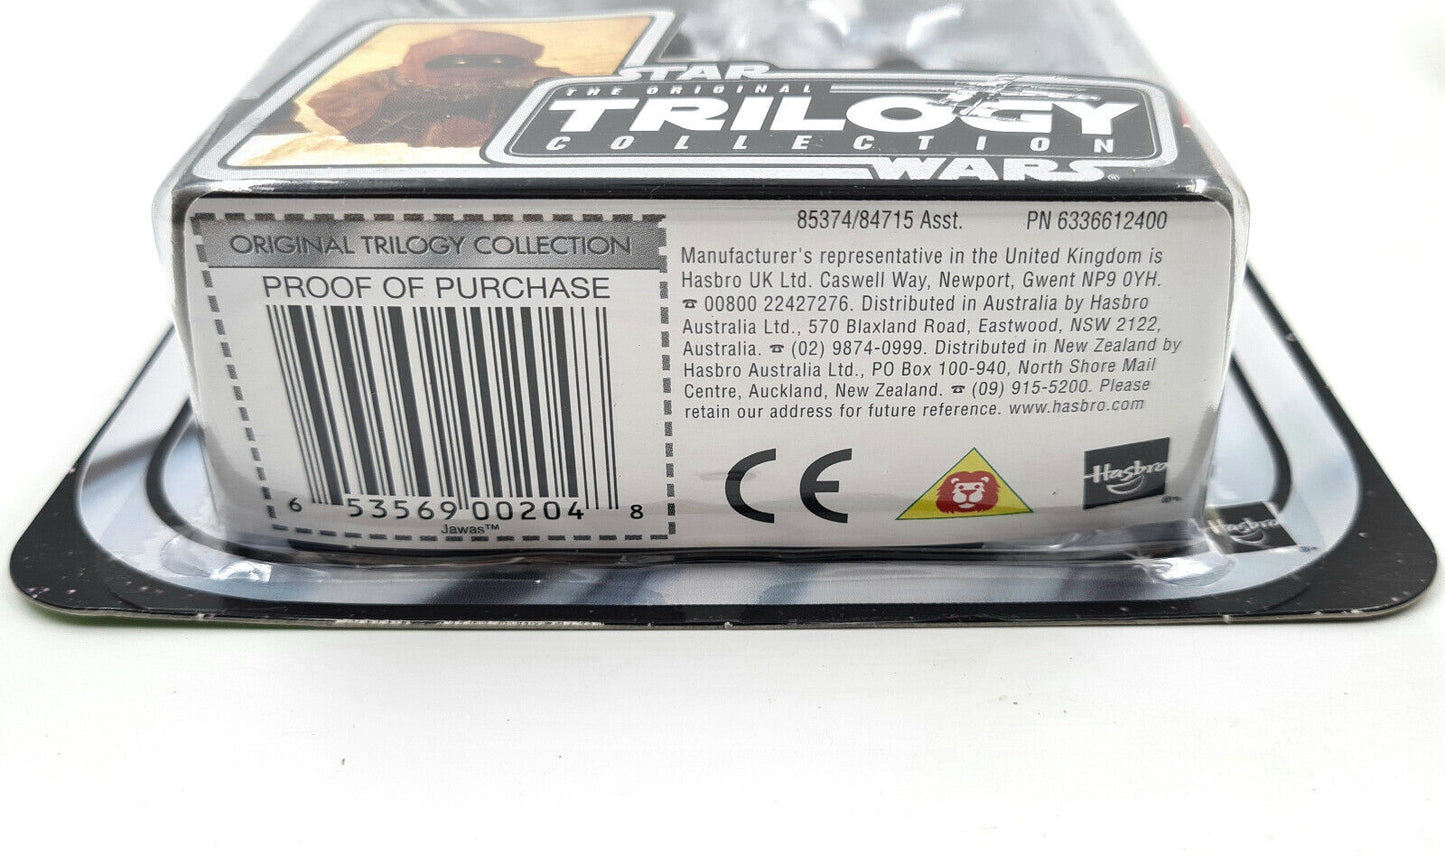 STAR
THE ORIGINAL
TRILOGY
COLLECTION
WARS®
ORIGINAL TRILOGY COLLECTION
PROOF OF PURCHASE
6 53569 00204 8
Jawas™
85374/84715 Asst. PN 6336612400
Manufacturer's representative in the United Kingdom is
Hasbro UK Ltd. Caswell Way, Newport, Gwent NP9 0YH.
☎ 00800 22427276. Distributed in Australia by Hasbro
Australia Ltd., 570 Blaxland Road, Eastwood, NSW 2122,
Australia. ☎ (02) 9874-0999. Distributed in New Zealand by
Hasbro Australia Ltd., PO Box 100-940, North Shore Mail
Centre, Auckland, New Zealand. ☎ (09) 915-5200. Please
retain our address for future reference. www.hasbro.com
CE
Hasbro
Hasbro